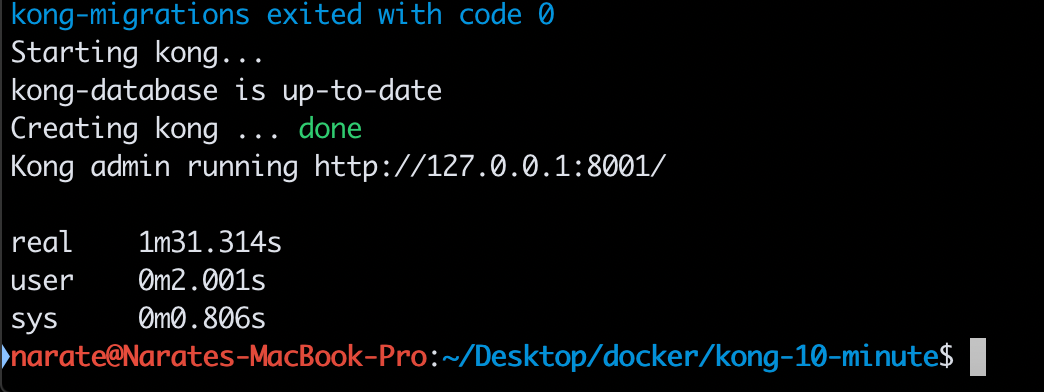 kong-migrations exited with code 0
Starting kong...
kong-database is up-to-date
Creating kong ... done
Kong admin running http://127.0.0.1:8001/
real    1m31.314s
user    0m2.001s
sys     0m0.806s
narate@Narates-MacBook-Pro:~/Desktop/docker/kong-10-minute$